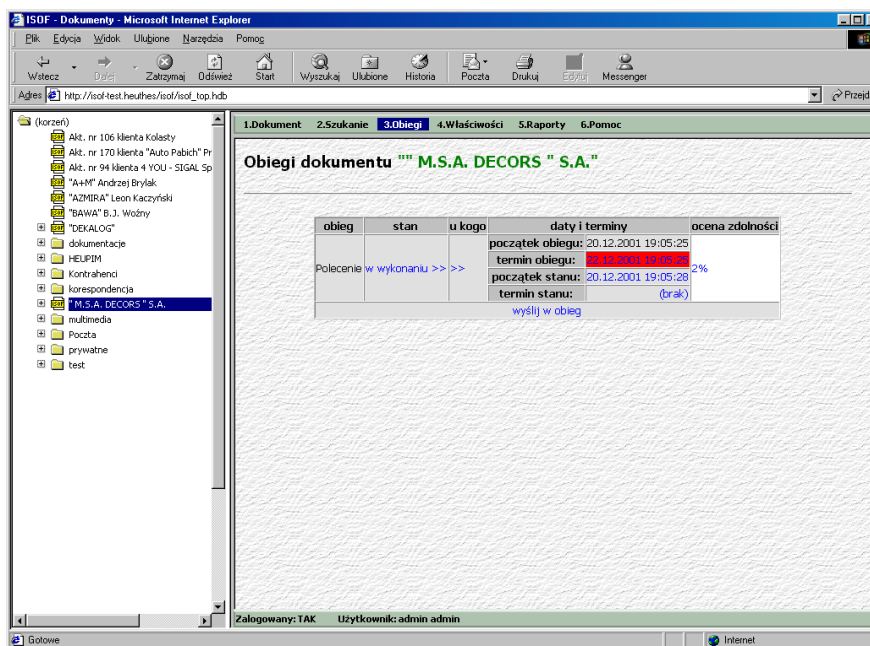 ISOF - Dokumenty - Microsoft Internet Explorer
Plik Edycja Widok Ulubione Narzędzia Pomoc
Wstecz Dalej Zatrzymaj Odśwież Start Wyszukaj Ulubione Historia Poczta Drukuj Edytuj Messenger
Adres http://isof-test.heuthes/isof/isof_top.hdb Przejdź
(korzeń)
Akt. nr 106 klienta Kolasty
Akt. nr 170 klienta "Auto Pabich" Pr
Akt. nr 94 klienta 4 YOU - SIGAL Sp
"A+M" Andrzej Brylak
"AZMIRA" Leon Kaczyński
"BAWA" B.J. Woźny
"DEKALOG"
dokumentacje
HEUPIM
Kontrahenci
korespondencja
" M.S.A. DECORS " S.A.
multimedia
Poczta
prywatne
test
1.Dokument 2.Szukanie 3.Obiegi 4.Właściwości 5.Raporty 6.Pomoc
Obiegi dokumentu "" M.S.A. DECORS " S.A."
obieg stan u kogo daty i terminy ocena zdolności
Polecenie w wykonaniu >> >> początek obiegu: 20.12.2001 19:05:25 2%
termin obiegu: 22.12.2001 19:05:25
początek stanu: 20.12.2001 19:05:28
termin stanu: (brak)
wyślij w obieg
Zalogowany: TAK Użytkownik: admin admin
Gotowe Internet